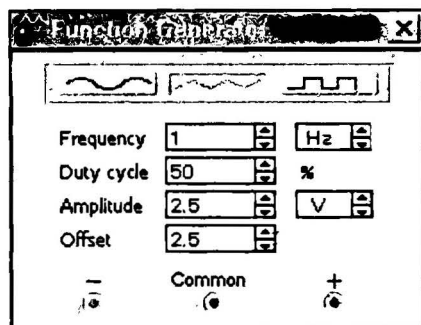 Function Generator
Frequency 1 Hz
Duty cycle 50 %
Amplitude 2.5 V
Offset 2.5
− Common +